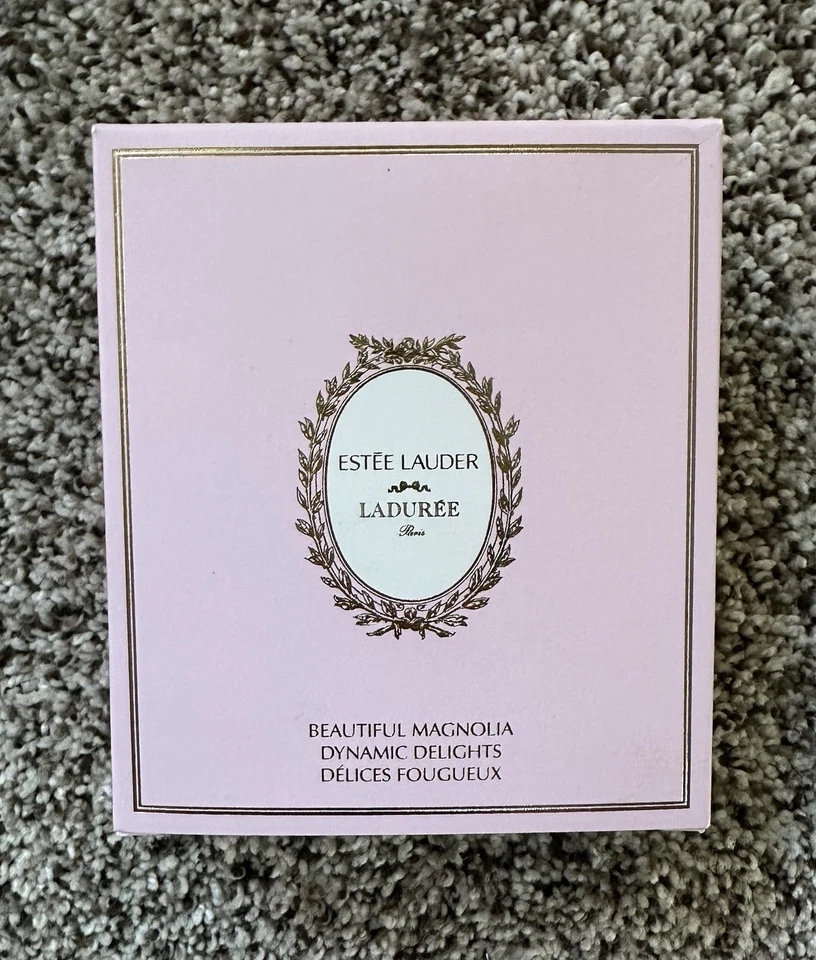 ESTĒE LAUDER
LADURÉE
Paris
BEAUTIFUL MAGNOLIA
DYNAMIC DELIGHTS
DÉLICES FOUGUEUX